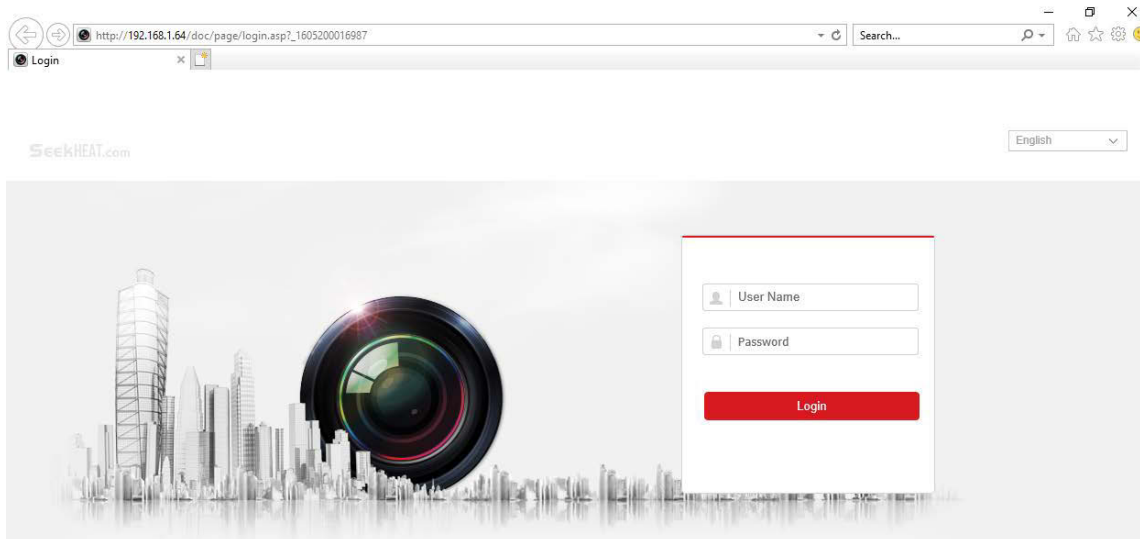 http://192.168.1.64/doc/page/login.asp?_1605200016987
Search...
Login
SeekHEAT.com
English
User Name
Password
Login